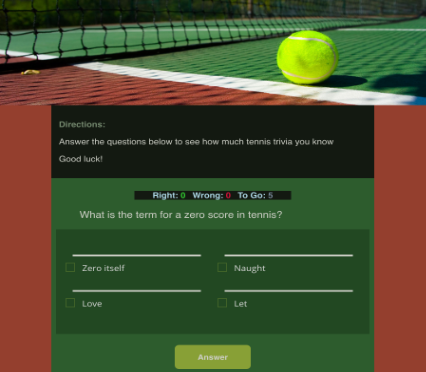 Directions:
Answer the questions below to see how much tennis trivia you know
Good luck!
Right: 0 Wrong: 0 To Go: 5
What is the term for a zero score in tennis?
Zero itself
Naught
Love
Let
Answer